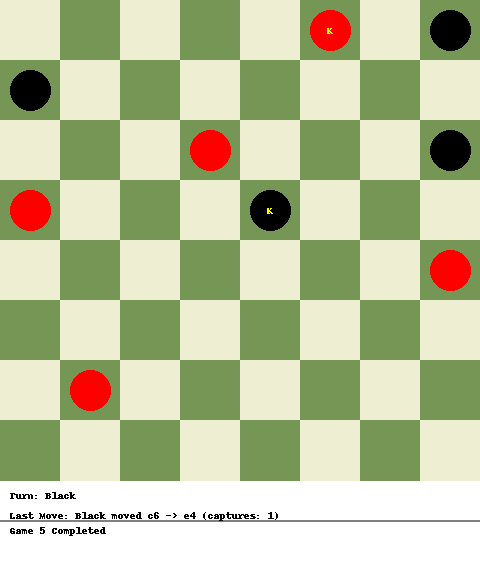 K
K
Turn: Black
Last Move: Black moved c6 -> e4 (captures: 1)
Game 5 Completed